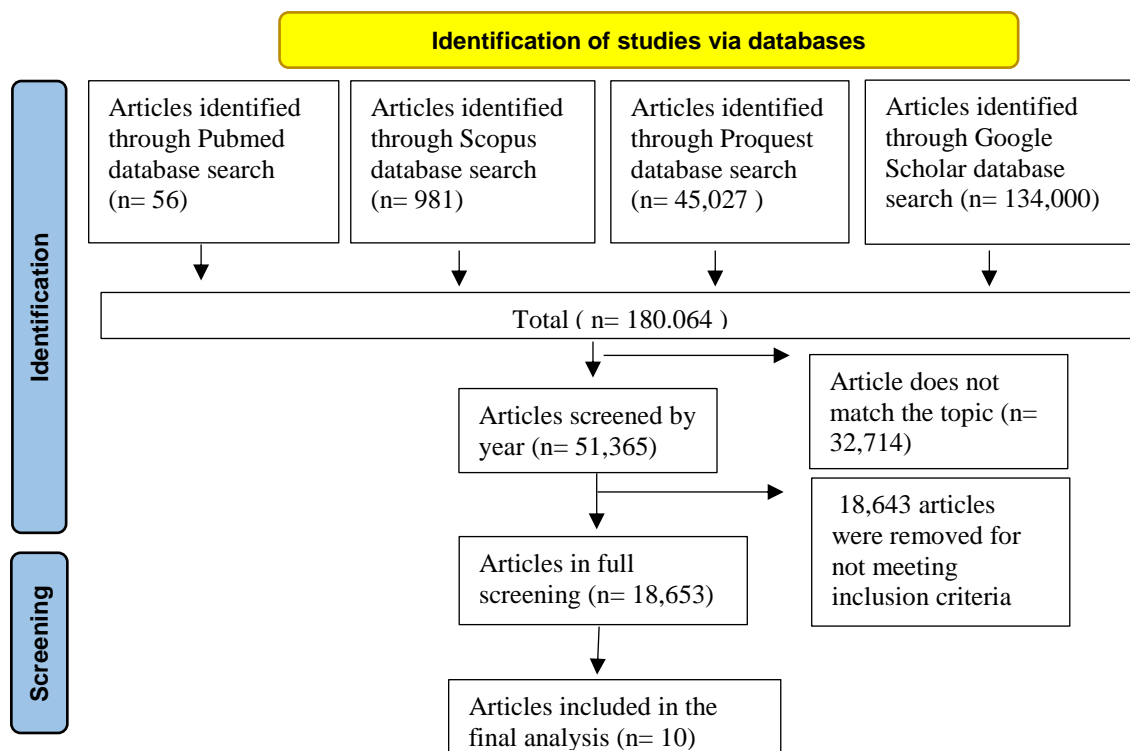 Identification of studies via databases
Identification
Articles identified
through Pubmed
database search
(n= 56)
Articles identified
through Scopus
database search
(n= 981)
Articles identified
through Proquest
database search
(n= 45,027 )
Articles identified
through Google
Scholar database
search (n= 134,000)
Total ( n= 180.064 )
Article does not
match the topic (n=
32,714)
Articles screened by
year (n= 51,365)
18,643 articles
were removed for
not meeting
inclusion criteria
Screening
Articles in full
screening (n= 18,653)
Articles included in the
final analysis (n= 10)